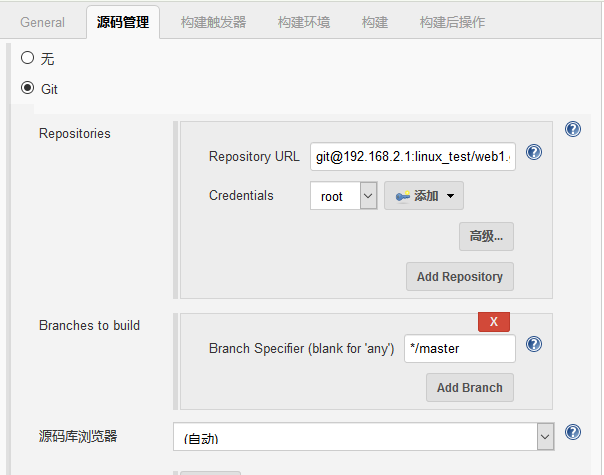 General 源码管理 构建触发器 构建环境 构建 构建后操作
无
Git
Repositories
Repository URL git@192.168.2.1:linux_test/web1.
Credentials root 添加
高级...
Add Repository
Branches to build
X
Branch Specifier (blank for 'any') */master
Add Branch
源码库浏览器 (自动)